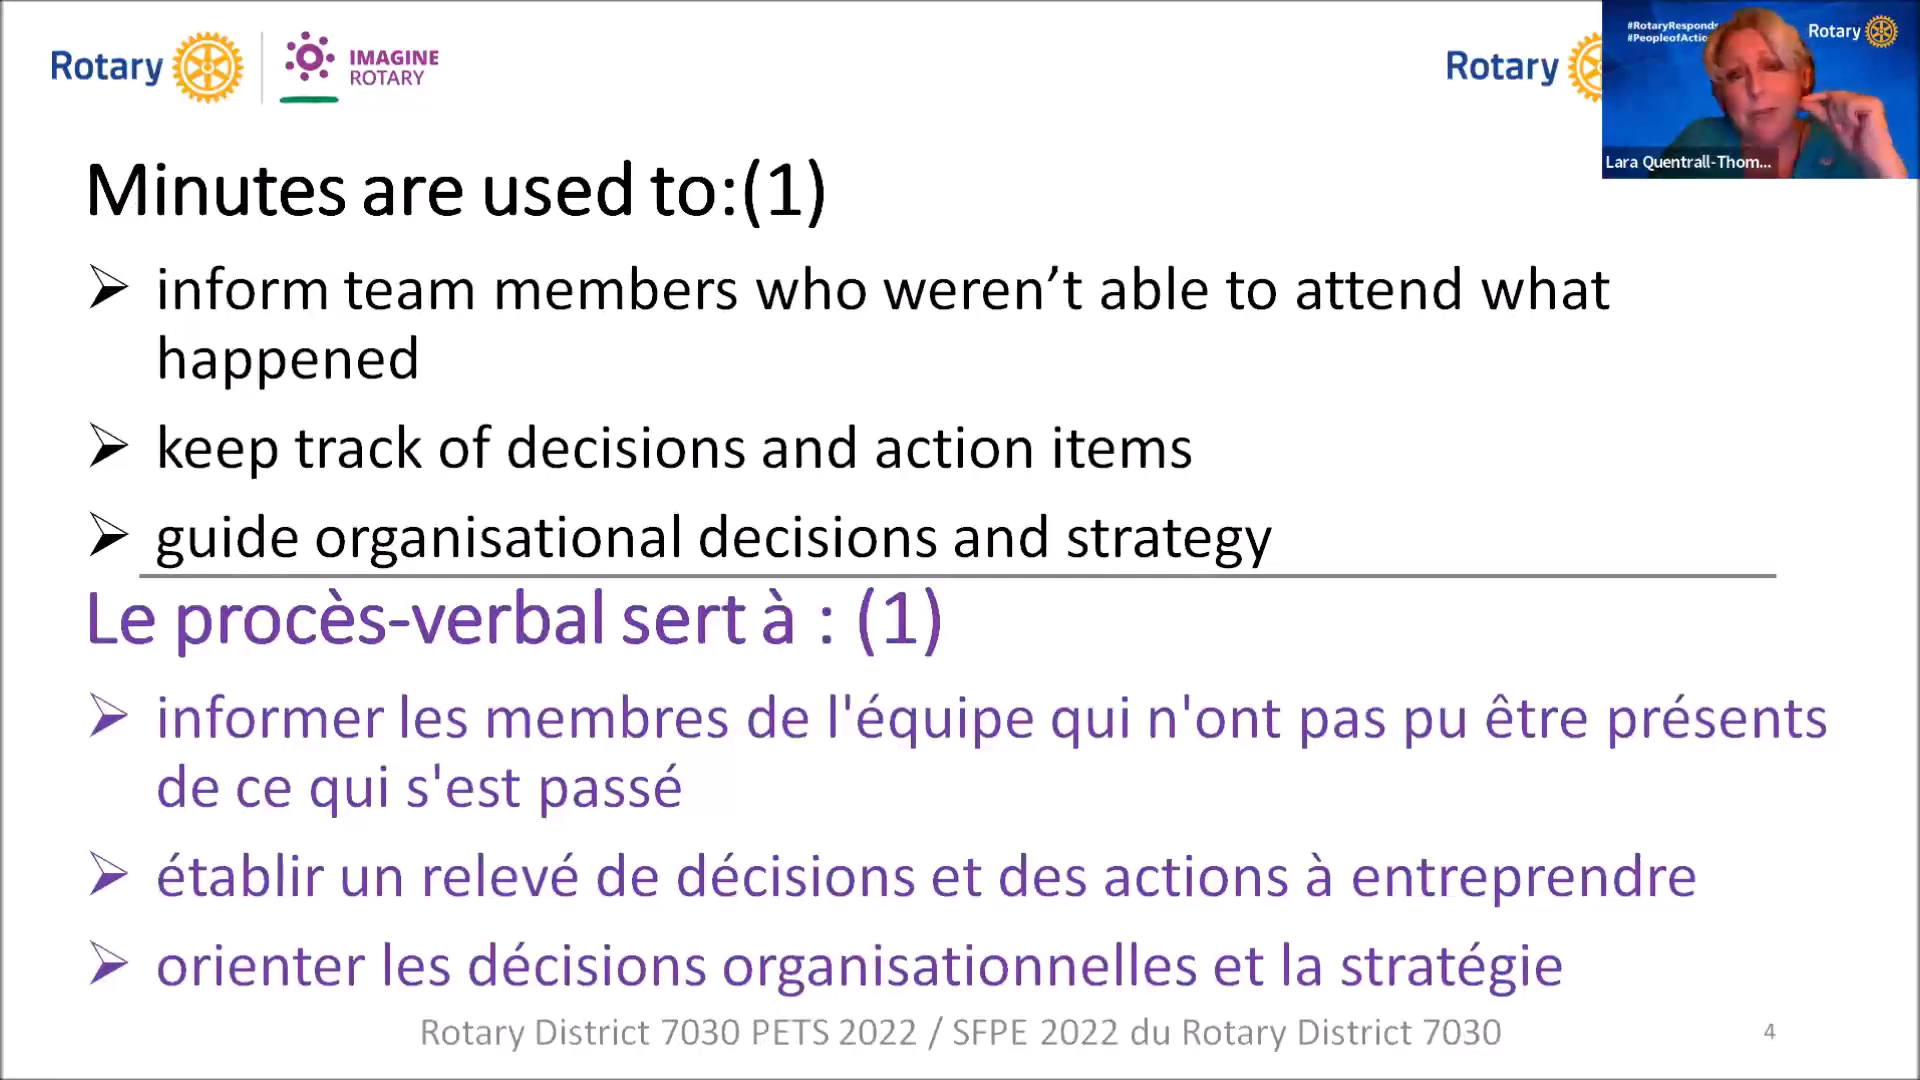 Rotary
IMAGINE
ROTARY
Rotary
#RotaryResponds
#PeopleofActio
Rotary
Lara Quentrall-Thom...
Minutes are used to:(1)
➢ inform team members who weren’t able to attend what
happened
➢ keep track of decisions and action items
➢ guide organisational decisions and strategy
Le procès-verbal sert à : (1)
➢ informer les membres de l'équipe qui n'ont pas pu être présents
de ce qui s'est passé
➢ établir un relevé de décisions et des actions à entreprendre
➢ orienter les décisions organisationnelles et la stratégie
Rotary District 7030 PETS 2022 / SFPE 2022 du Rotary District 7030
4